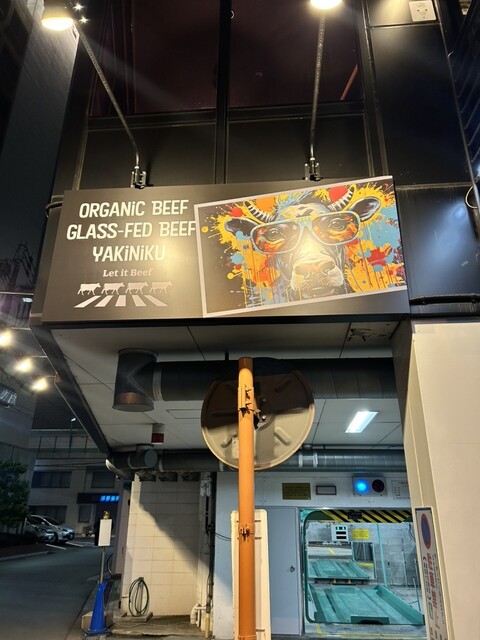 ORGANiC BEEF
GLASS-FED BEEF
YAKiNiKU
Let it Beef